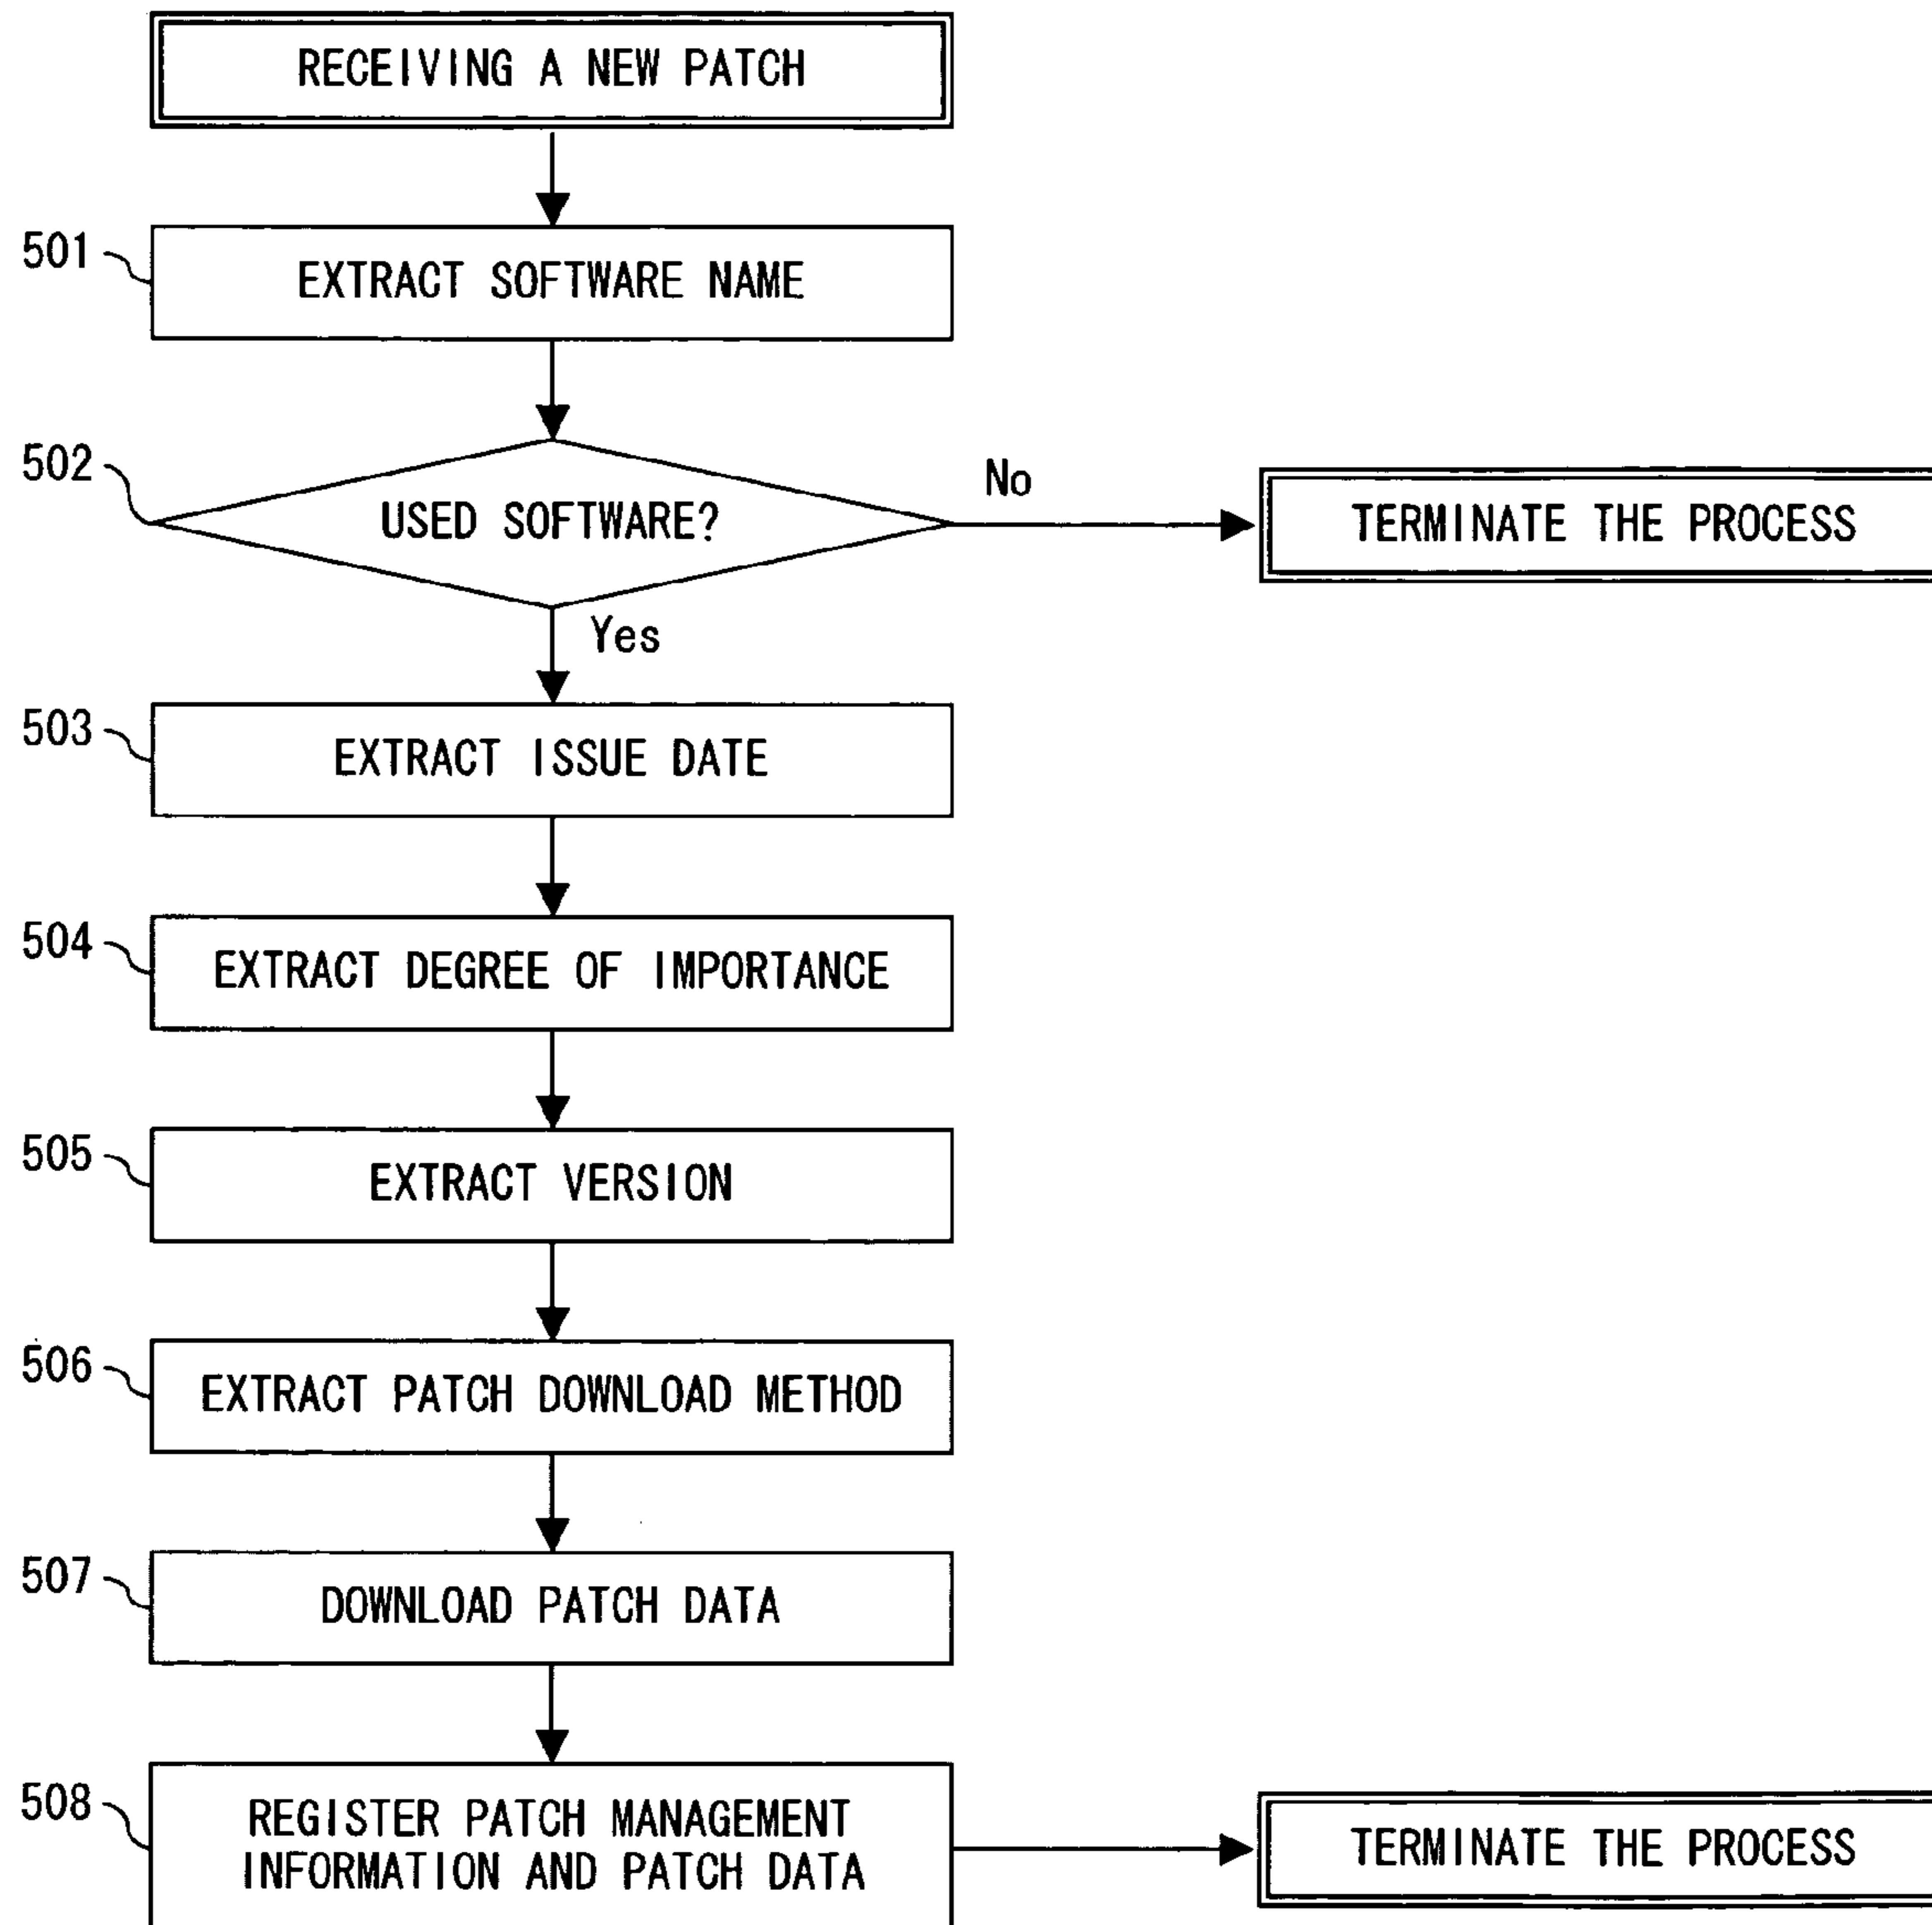 RECEIVING A NEW PATCH
501
EXTRACT SOFTWARE NAME
502
USED SOFTWARE?
No
TERMINATE THE PROCESS
Yes
503
EXTRACT ISSUE DATE
504
EXTRACT DEGREE OF IMPORTANCE
505
EXTRACT VERSION
506
EXTRACT PATCH DOWNLOAD METHOD
507
DOWNLOAD PATCH DATA
508
REGISTER PATCH MANAGEMENT
INFORMATION AND PATCH DATA
TERMINATE THE PROCESS